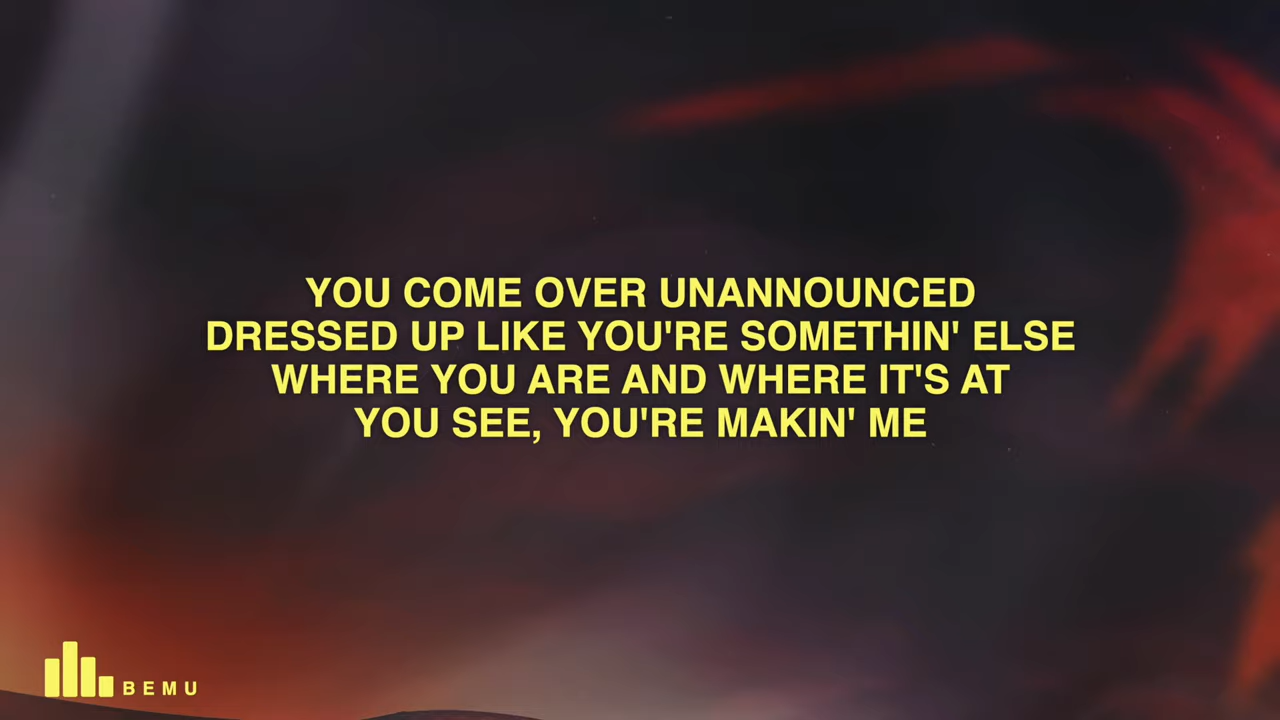 YOU COME OVER UNANNOUNCED
DRESSED UP LIKE YOU'RE SOMETHIN' ELSE
WHERE YOU ARE AND WHERE IT'S AT
YOU SEE, YOU'RE MAKIN' ME
BEMU